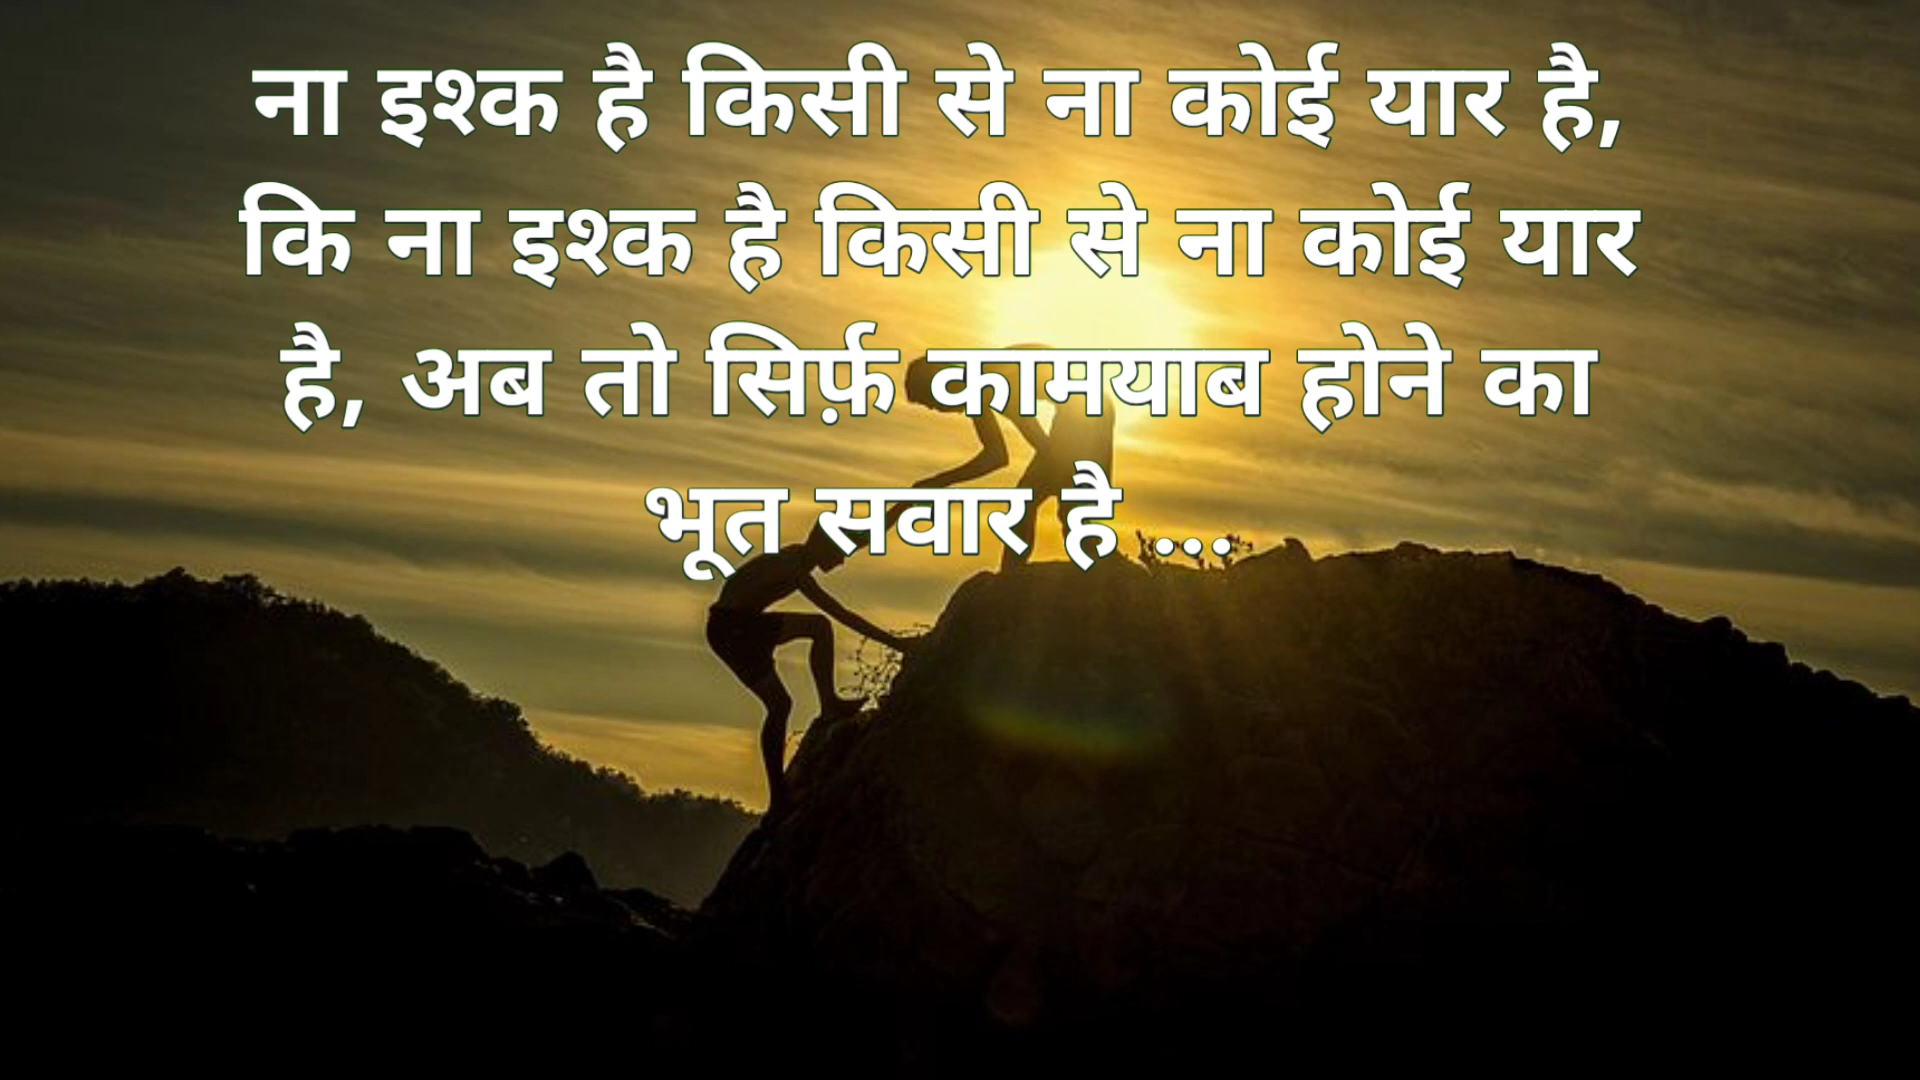 ना इश्क है किसी से ना कोई यार है,
कि ना इश्क है किसी से ना कोई यार
है, अब तो सिर्फ़ कामयाब होने का
भूत सवार है ...